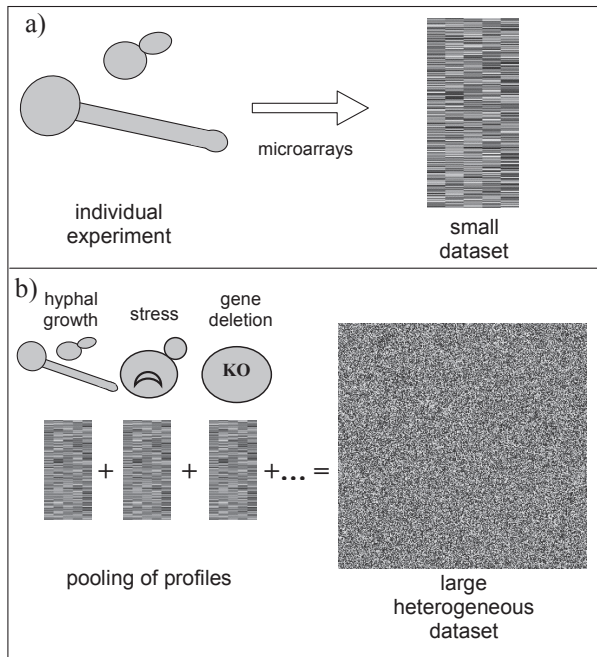 a)
microarrays
individual
experiment
small
dataset
b)
hyphal
growth
stress
gene
deletion
KO
+ + +... =
pooling of profiles
large
heterogeneous
dataset